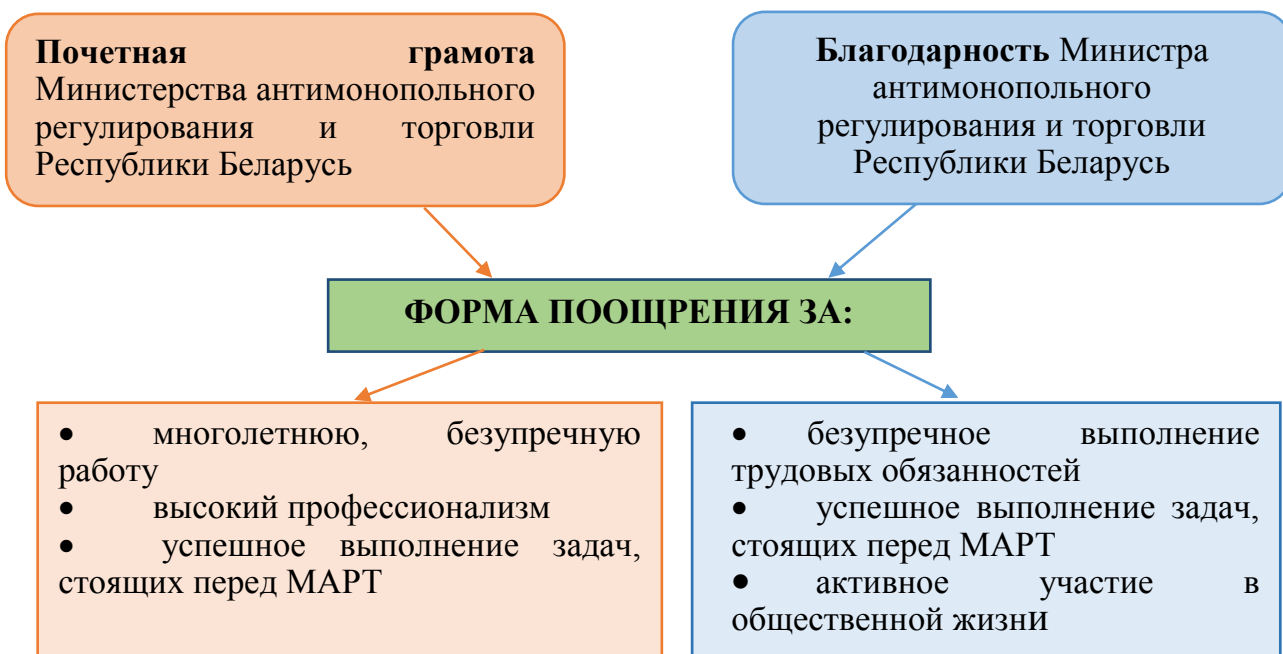 Почетная грамота
Министерства антимонопольного
регулирования и торговли
Республики Беларусь
Благодарность Министра
антимонопольного
регулирования и торговли
Республики Беларусь
ФОРМА ПООЩРЕНИЯ ЗА:
• многолетнюю, безупречную
работу
• высокий профессионализм
• успешное выполнение задач,
стоящих перед МАРТ
• безупречное выполнение
трудовых обязанностей
• успешное выполнение задач,
стоящих перед МАРТ
• активное участие в
общественной жизни